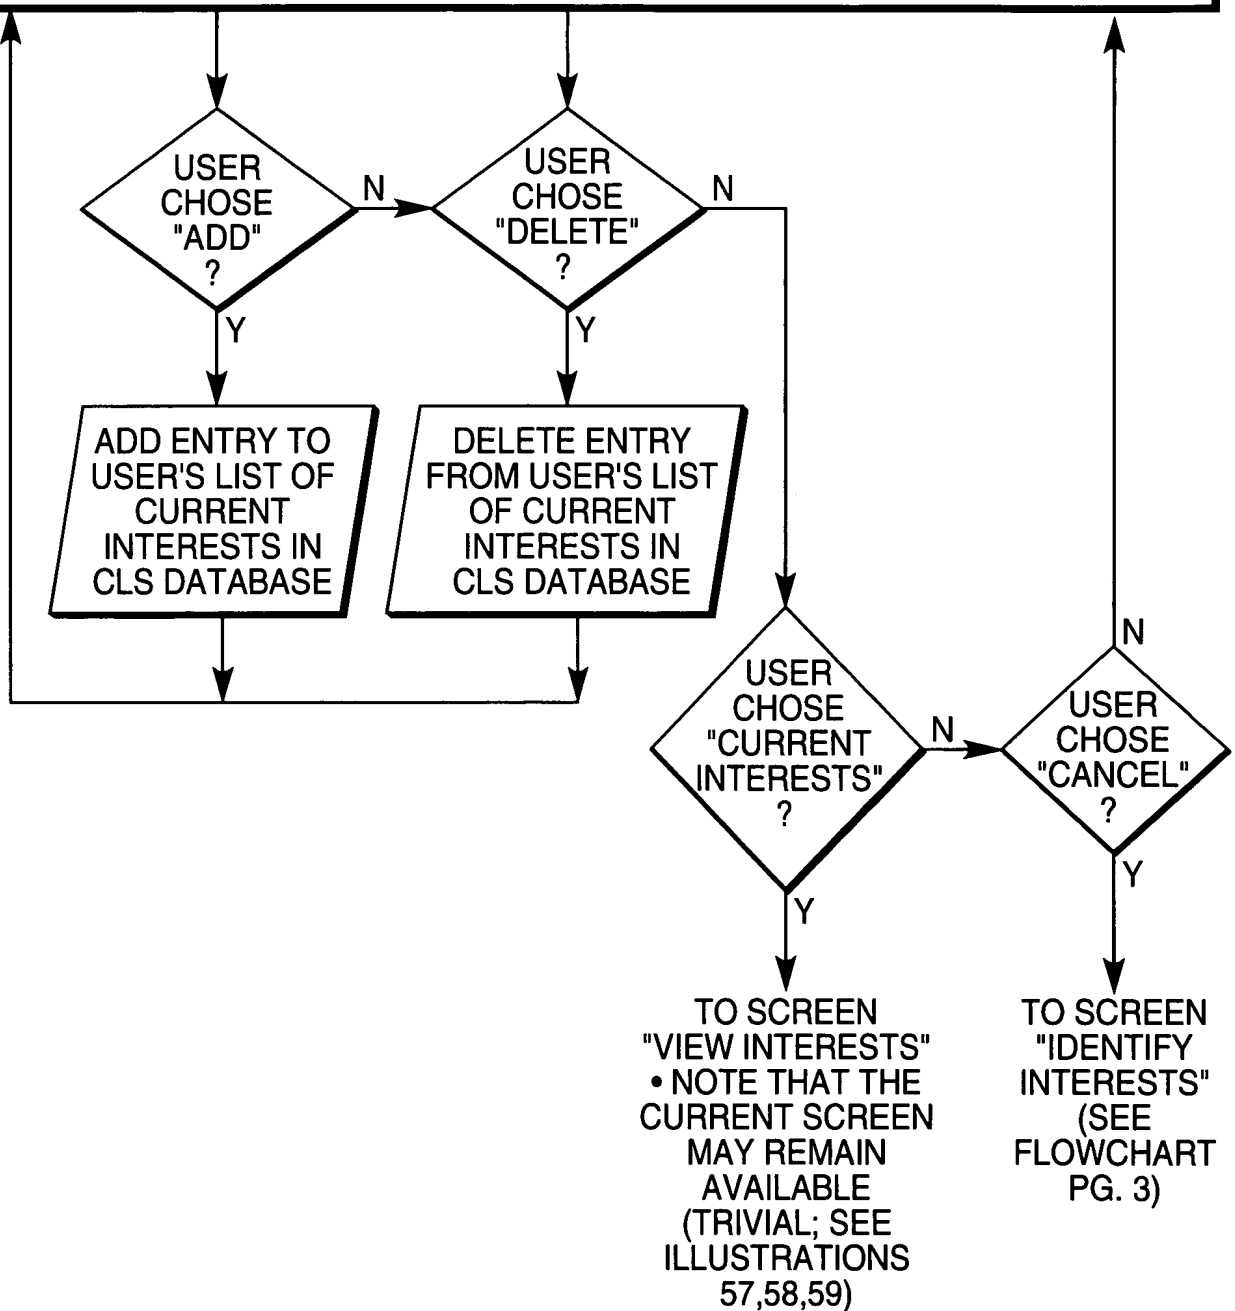 USER
CHOSE
"ADD"
?
N
Y
USER
CHOSE
"DELETE"
?
N
Y
ADD ENTRY TO
USER'S LIST OF
CURRENT
INTERESTS IN
CLS DATABASE
DELETE ENTRY
FROM USER'S LIST
OF CURRENT
INTERESTS IN
CLS DATABASE
USER
CHOSE
"CURRENT
INTERESTS"
?
N
Y
USER
CHOSE
"CANCEL"
?
N
Y
TO SCREEN
"VIEW INTERESTS"
• NOTE THAT THE
CURRENT SCREEN
MAY REMAIN
AVAILABLE
(TRIVIAL; SEE
ILLUSTRATIONS
57,58,59)
TO SCREEN
"IDENTIFY
INTERESTS"
(SEE
FLOWCHART
PG. 3)